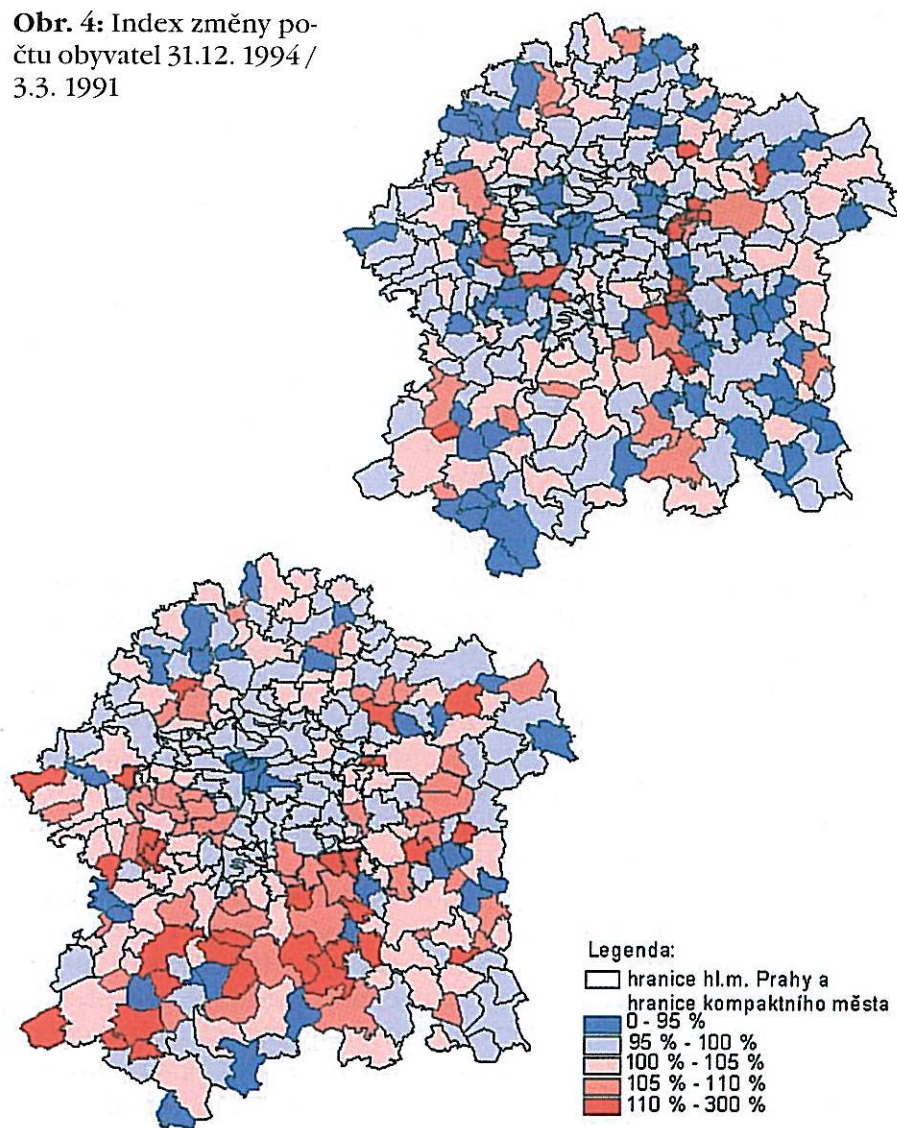 Obr. 4: Index změny po-
čtu obyvatel 31.12. 1994 /
3.3. 1991
Legenda:
hranice hl.m. Prahy a
hranice kompaktního města
0 - 95 %
95 % - 100 %
100 % - 105 %
105 % - 110 %
110 % - 300 %